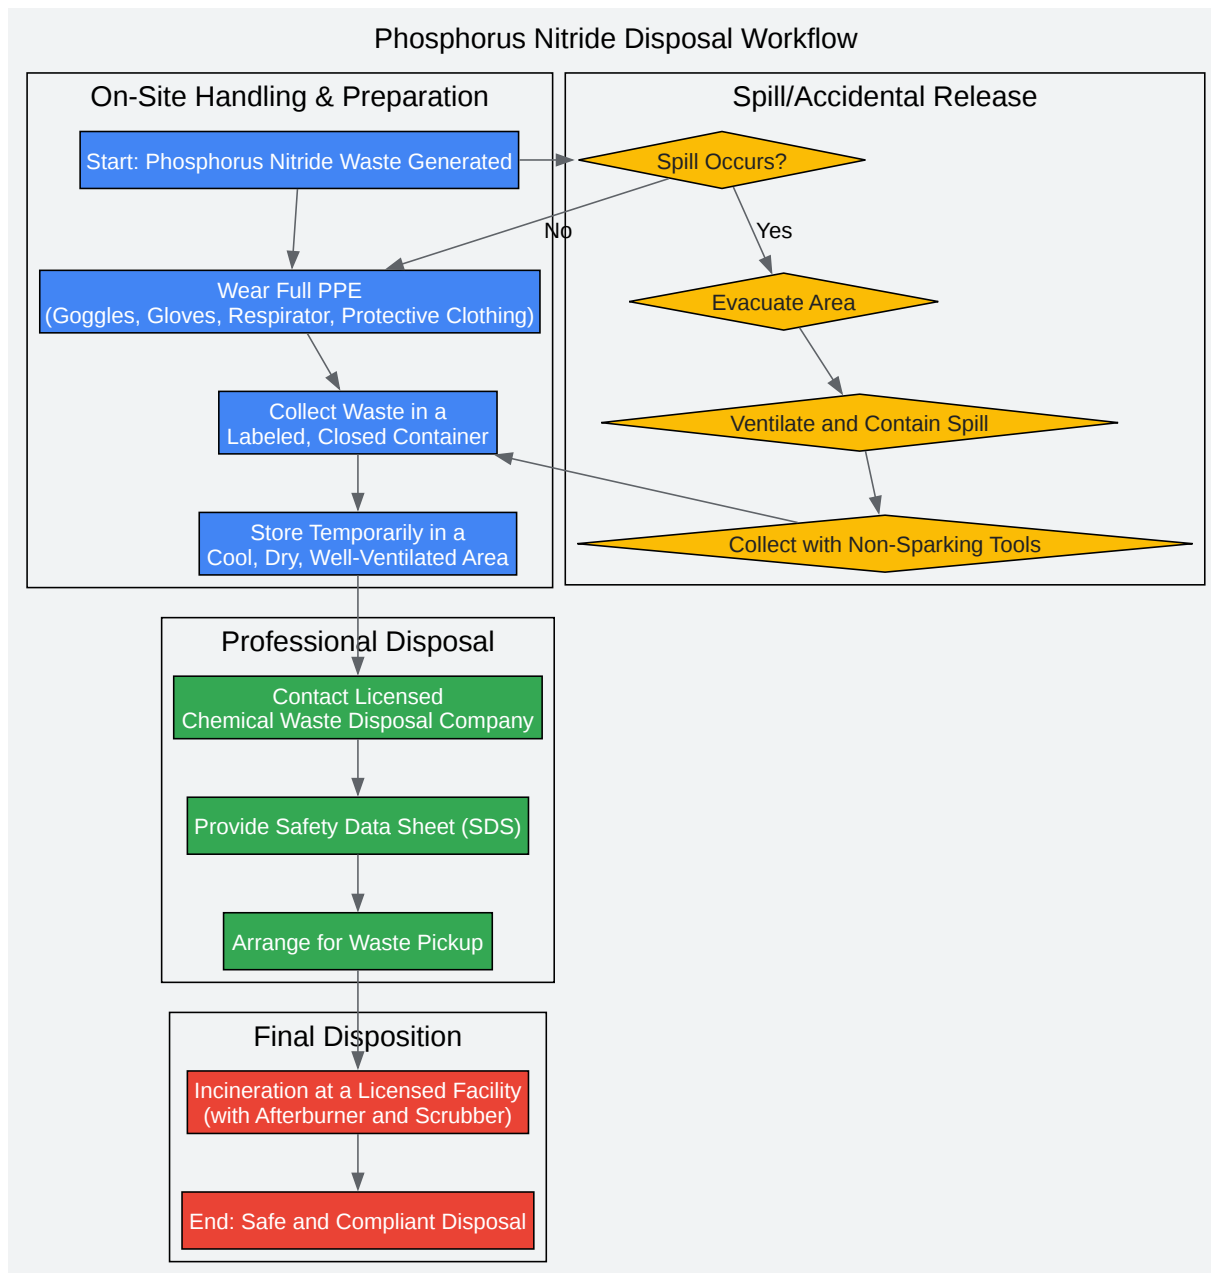 Phosphorus Nitride Disposal Workflow
On-Site Handling & Preparation
Start: Phosphorus Nitride Waste Generated
Wear Full PPE
(Goggles, Gloves, Respirator, Protective Clothing)
Collect Waste in a
Labeled, Closed Container
Store Temporarily in a
Cool, Dry, Well-Ventilated Area
Spill/Accidental Release
Spill Occurs?
No
Yes
Evacuate Area
Ventilate and Contain Spill
Collect with Non-Sparking Tools
Professional Disposal
Contact Licensed
Chemical Waste Disposal Company
Provide Safety Data Sheet (SDS)
Arrange for Waste Pickup
Final Disposition
Incineration at a Licensed Facility
(with Afterburner and Scrubber)
End: Safe and Compliant Disposal